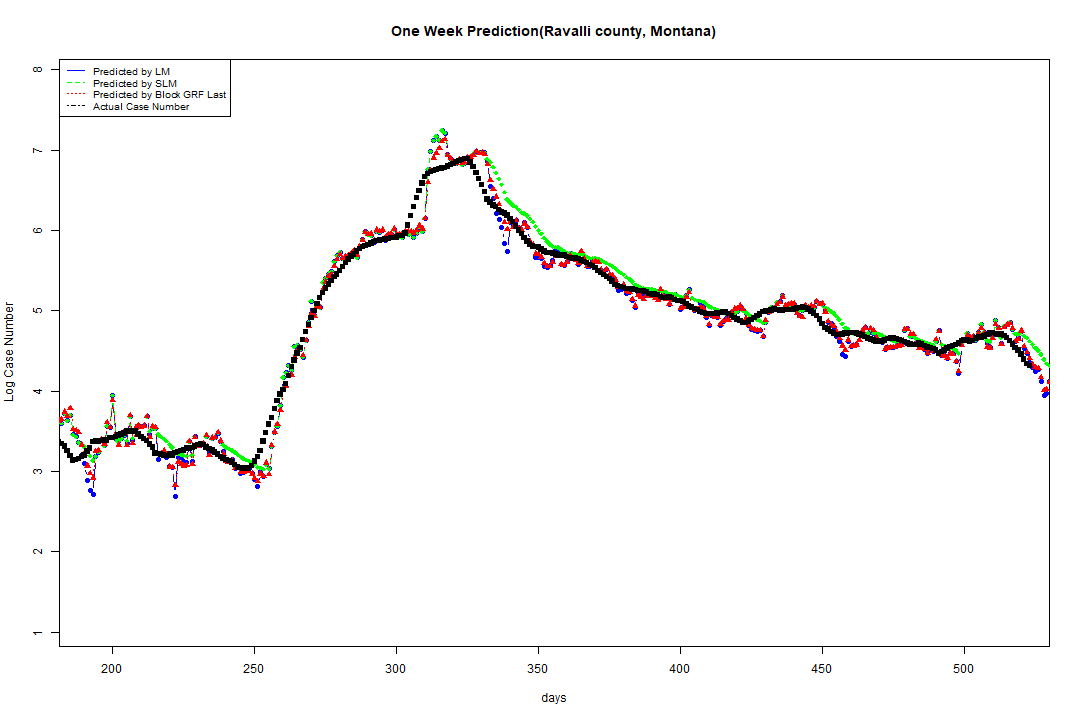 One Week Prediction(Ravalli county, Montana)
Predicted by LM
Predicted by SLM
Predicted by Block GRF Last
Actual Case Number
8
7
6
5
4
3
2
1
Log Case Number
200 250 300 350 400 450 500
days